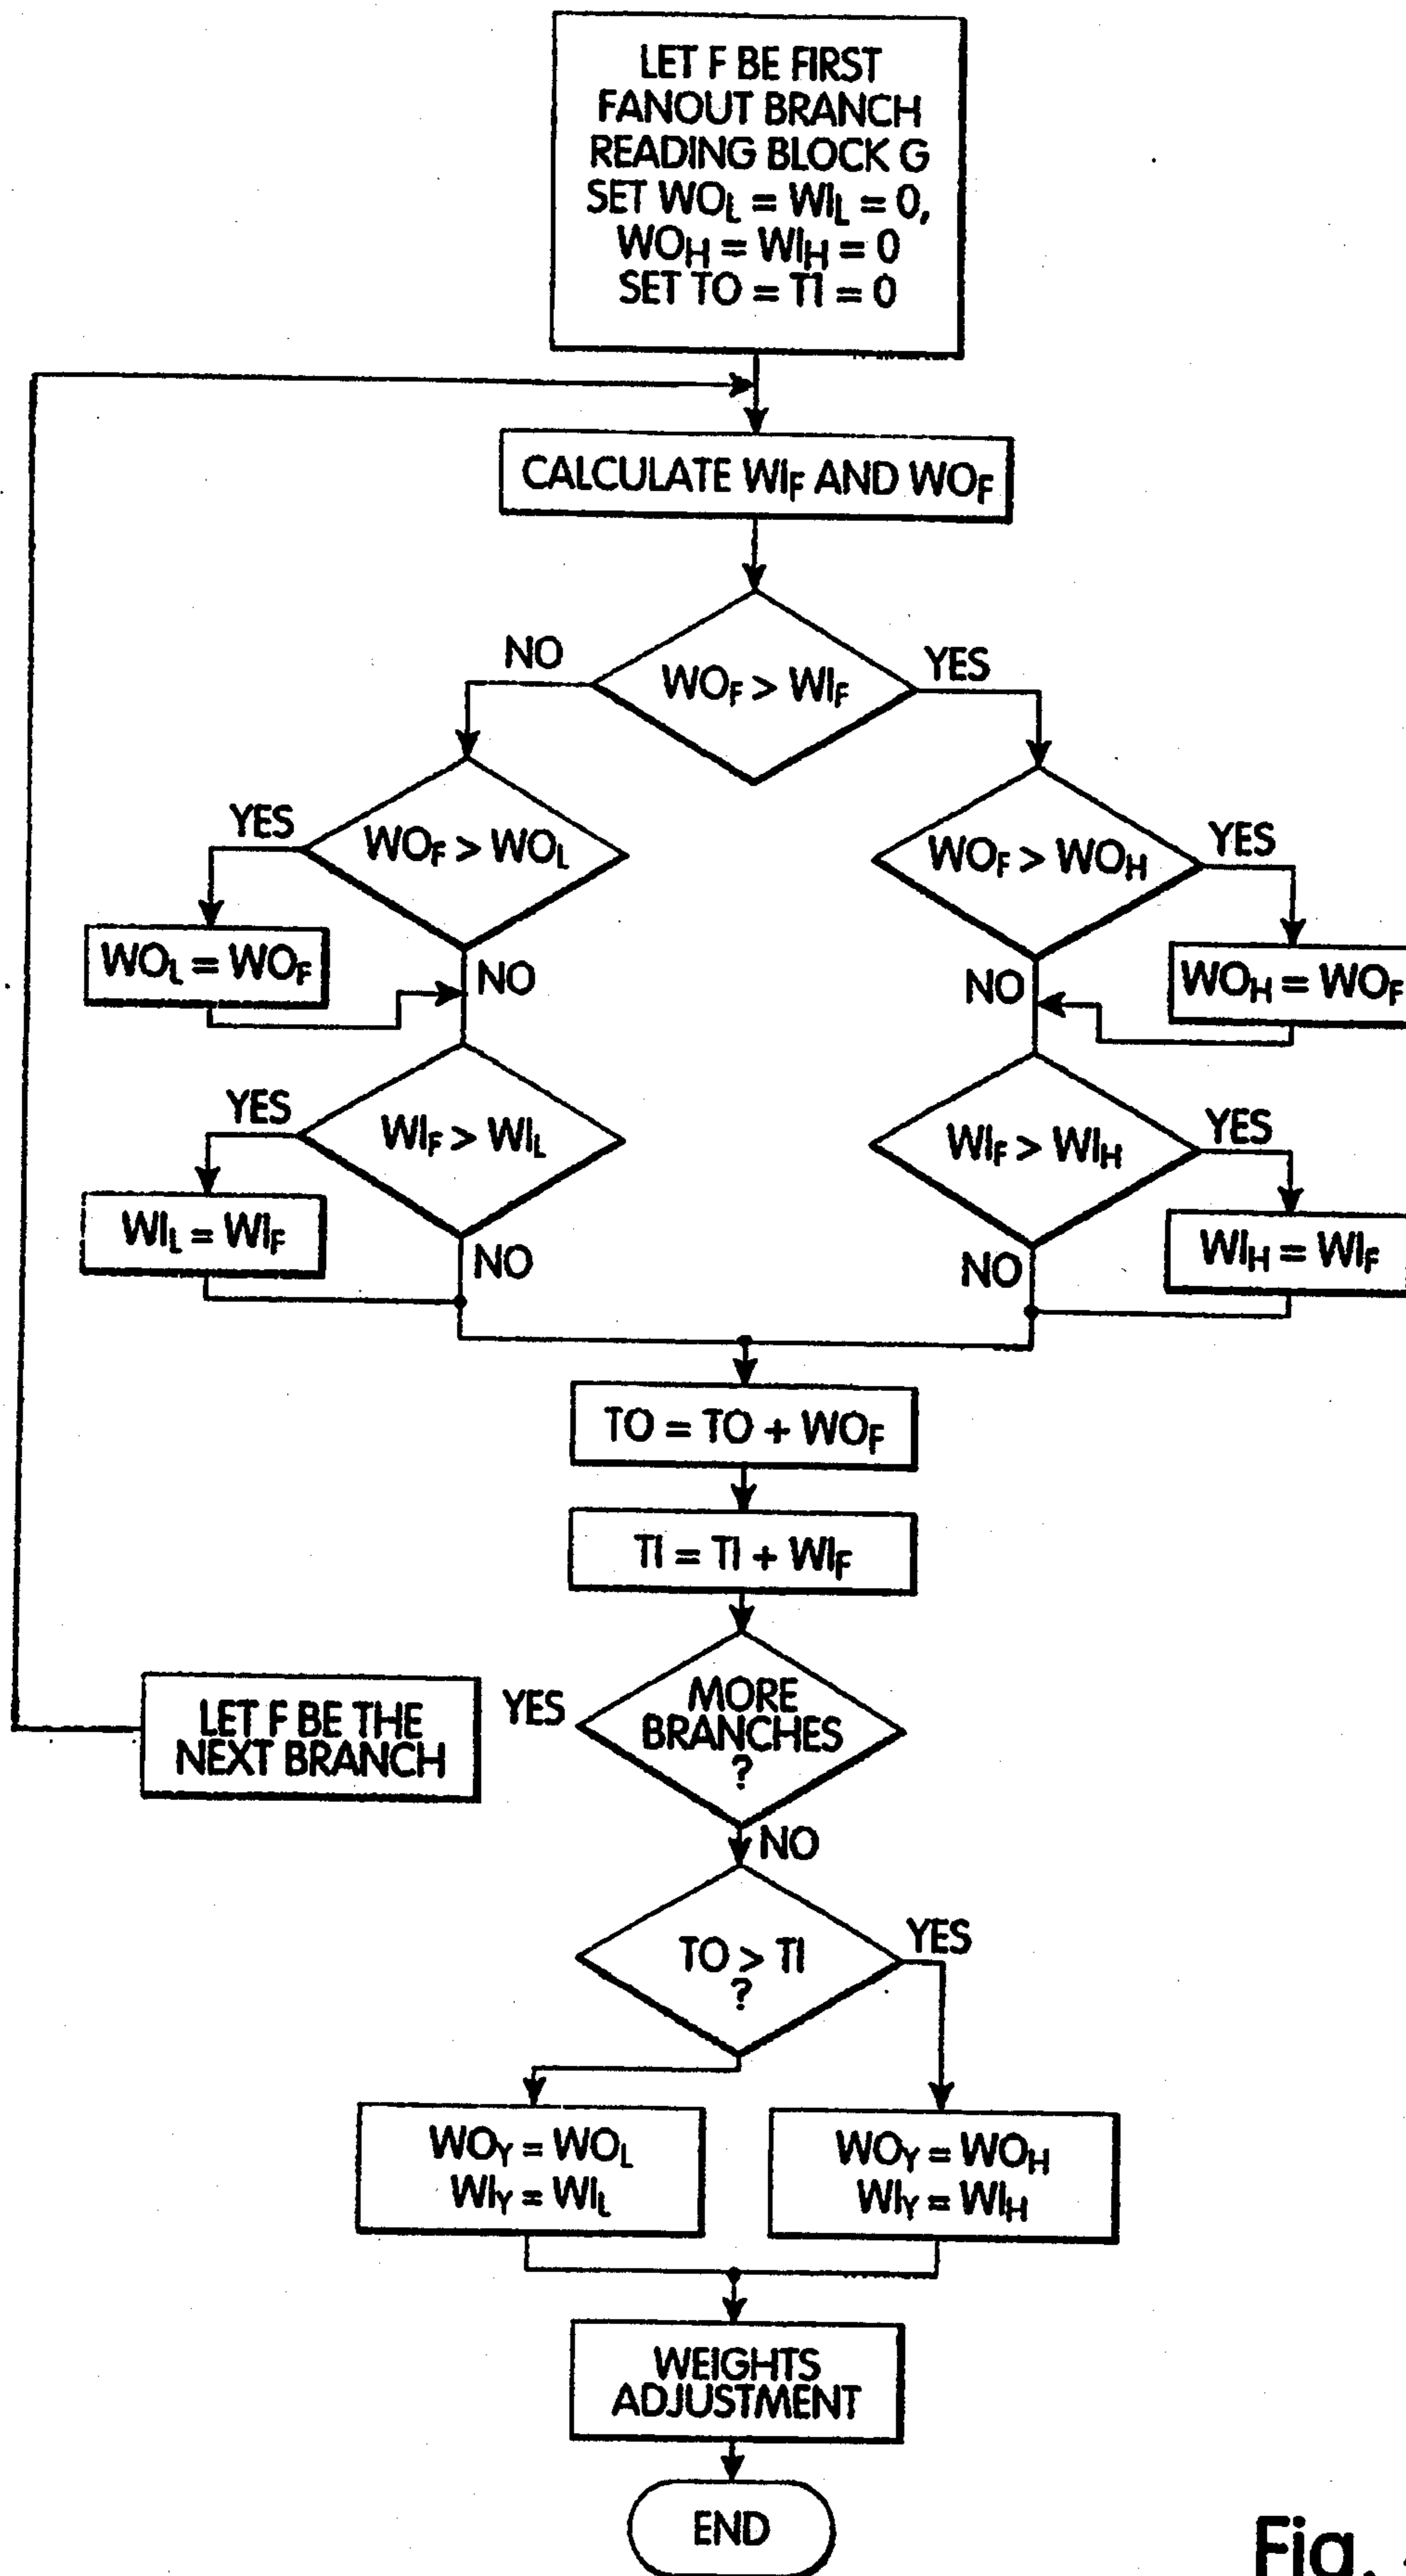 LET F BE FIRST
FANOUT BRANCH
READING BLOCK G
SET WOL = WIL = 0,
WOH = WIH = 0
SET TO = TI = 0
CALCULATE WIF AND WOF
NO
WOF > WIF
YES
YES
WOF > WOL
WOF > WOH
YES
WOL = WOF
NO
NO
WOH = WOF
YES
WIF > WIL
WIF > WIH
YES
WIL = WIF
NO
NO
WIH = WIF
TO = TO + WOF
TI = TI + WIF
LET F BE THE
NEXT BRANCH
YES
MORE
BRANCHES
?
NO
TO > TI
?
YES
WOY = WOL
WIY = WIL
WOY = WOH
WIY = WIH
WEIGHTS
ADJUSTMENT
END
Fig.